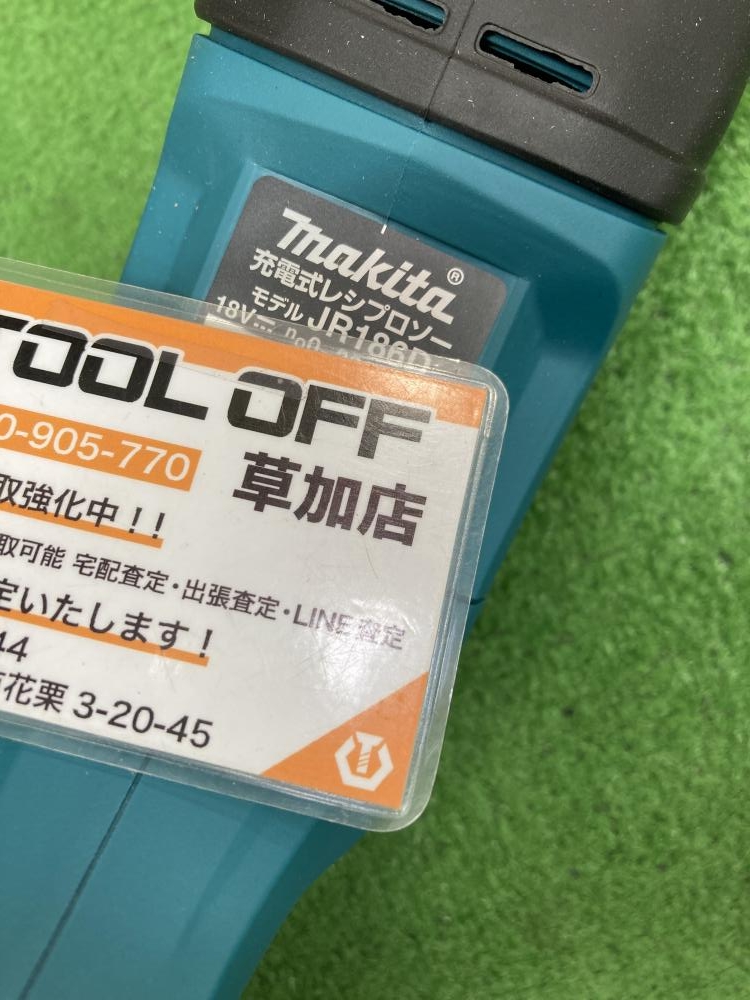 makita®
充電式レシプロソー
モデル JR186D
18V
TOOL OFF
0-905-770
草加店
取強化中!!
取可能 宅配査定・出張査定・LINE査定
定いたします!
44
花栗 3-20-45